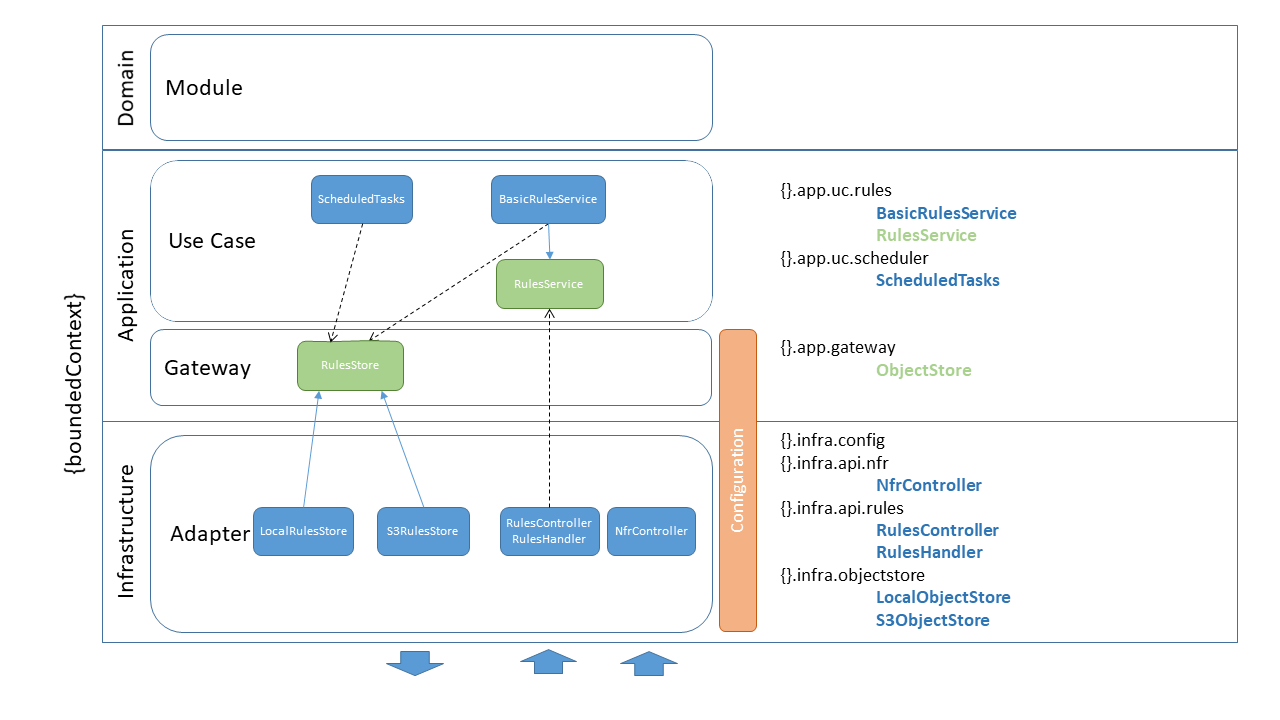 {boundedContext}
Domain
Module
Application
Use Case
ScheduledTasks
BasicRulesService
RulesService
Gateway
RulesStore
Infrastructure
Adapter
LocalRulesStore
S3RulesStore
RulesController
RulesHandler
NfrController
Configuration
{}.app.uc.rules
BasicRulesService
RulesService
{}.app.uc.scheduler
ScheduledTasks
{}.app.gateway
ObjectStore
{}.infra.config
{}.infra.api.nfr
NfrController
{}.infra.api.rules
RulesController
RulesHandler
{}.infra.objectstore
LocalObjectStore
S3ObjectStore